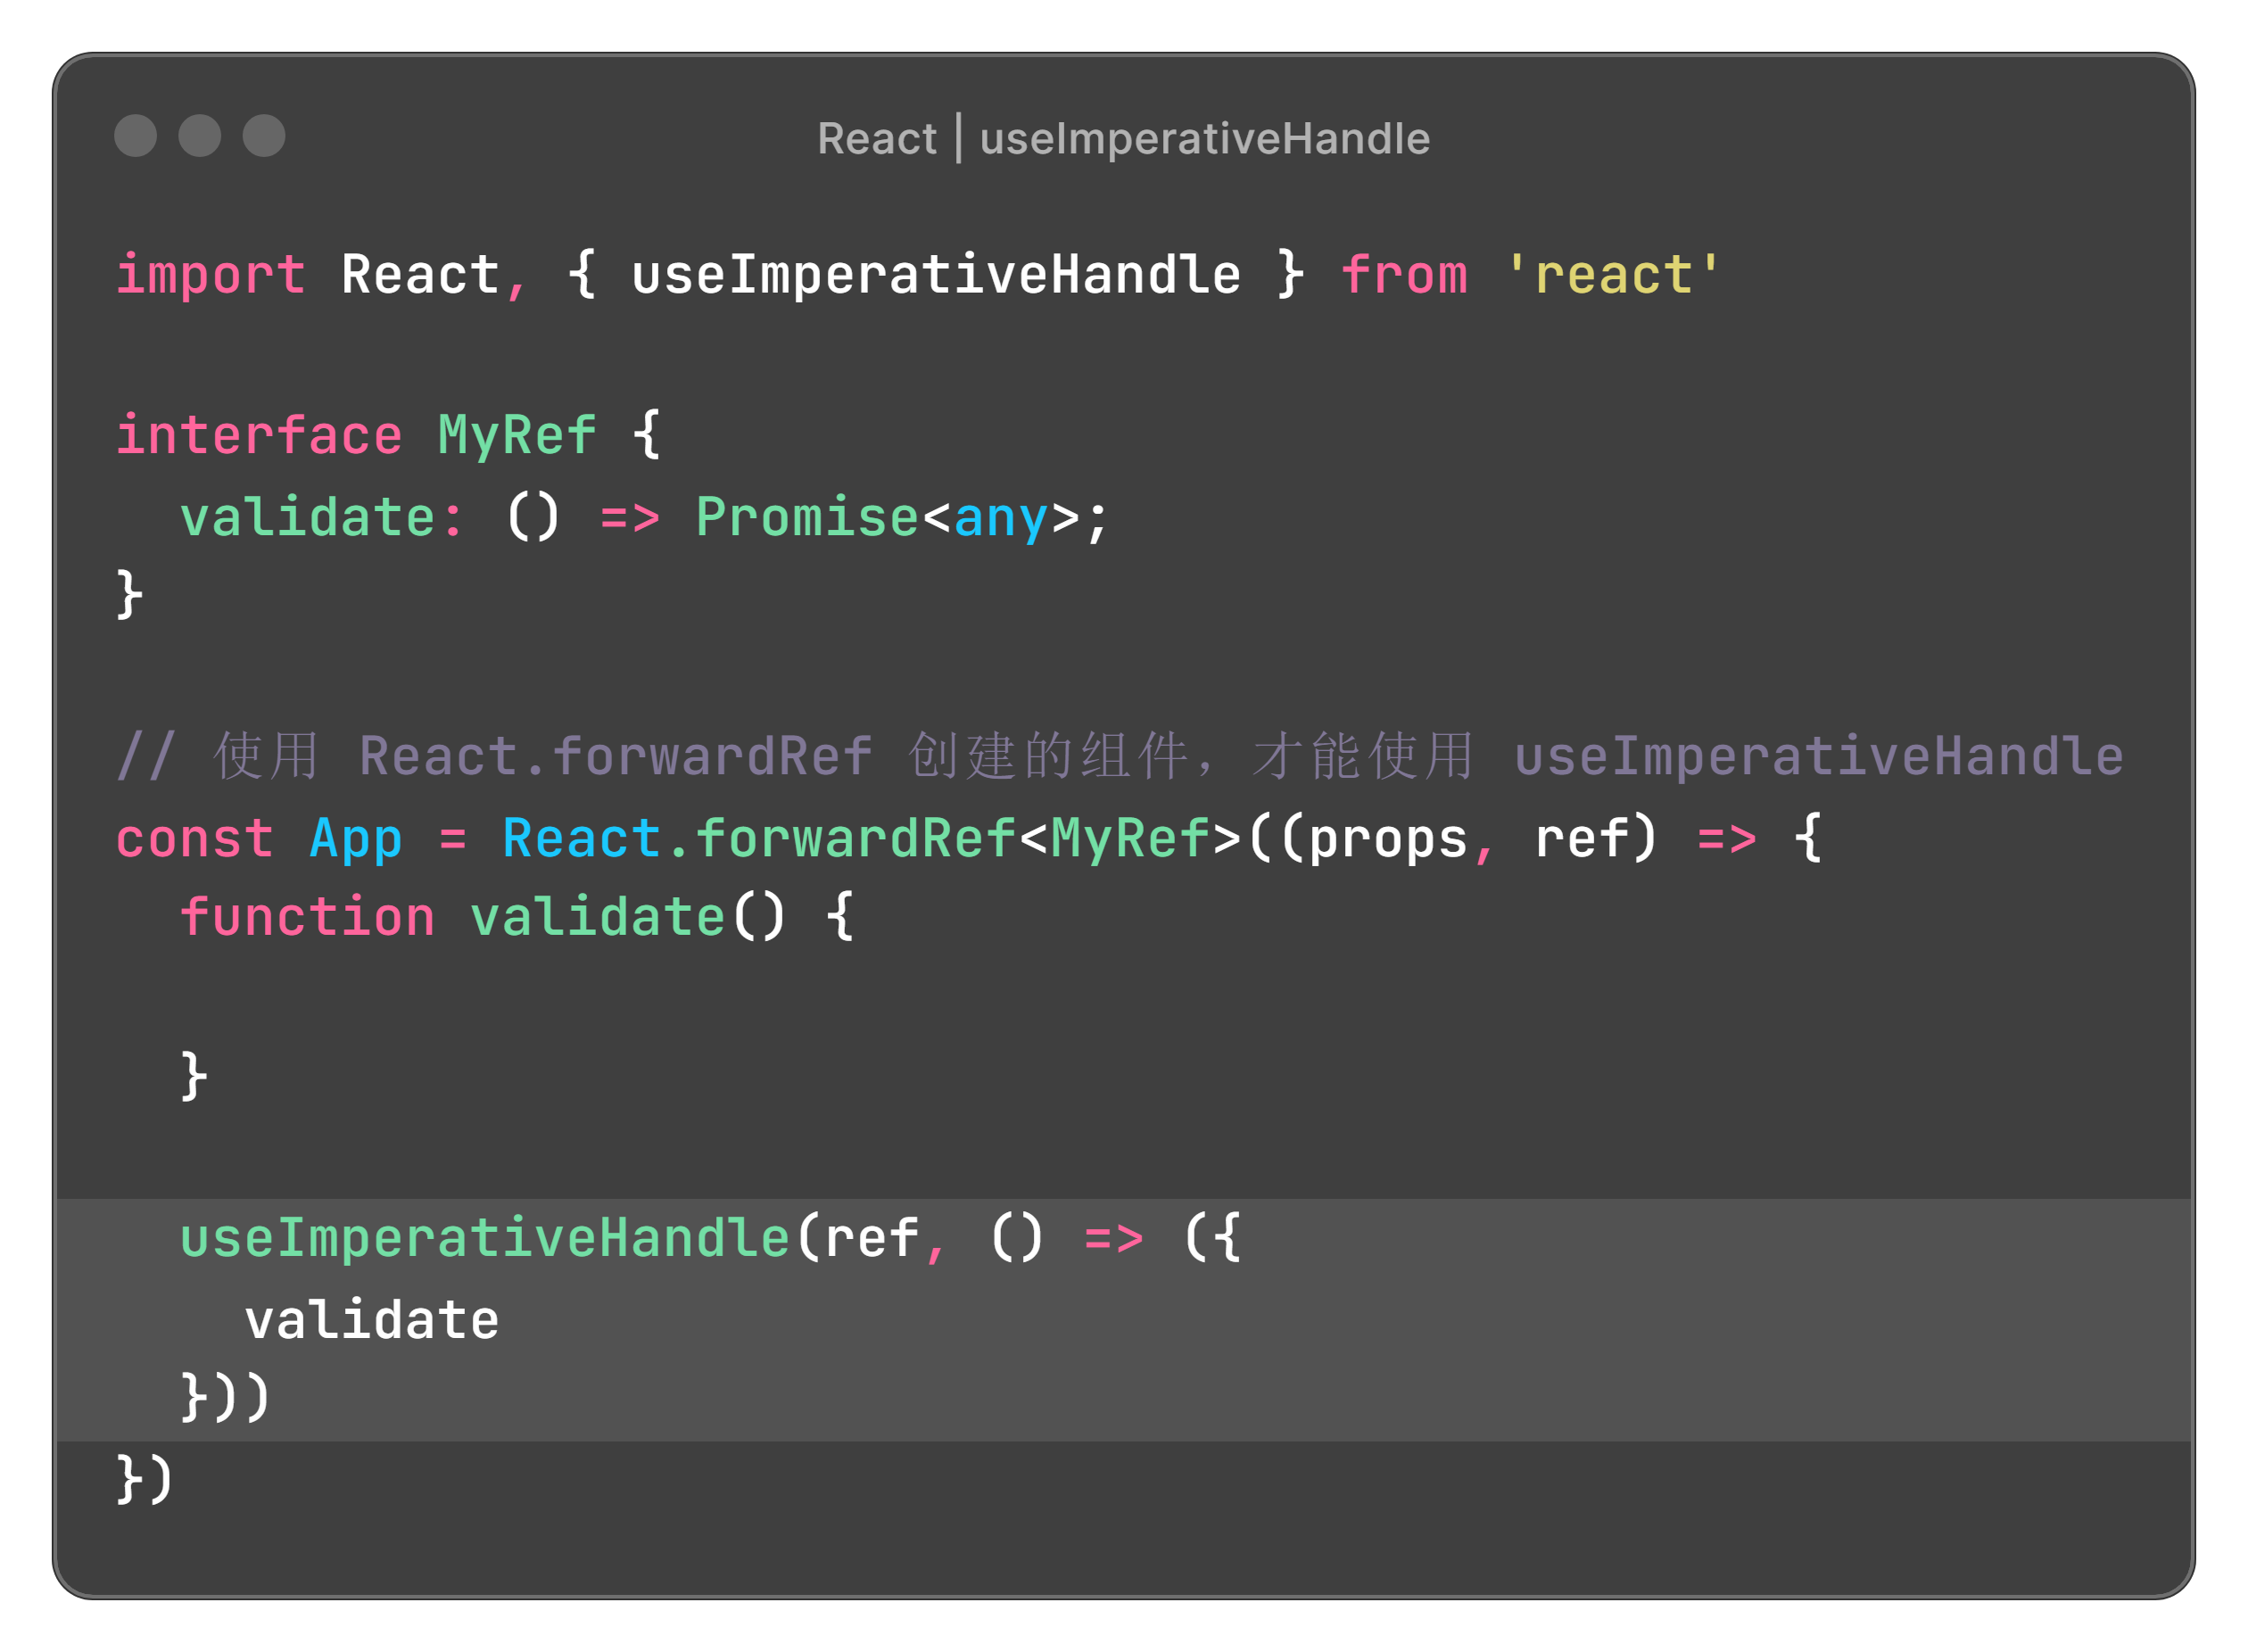 React | useImperativeHandle
import React, { useImperativeHandle } from 'react'
interface MyRef {
  validate: () => Promise<any>;
}
// 使用 React.forwardRef 创建的组件，才能使用 useImperativeHandle
const App = React.forwardRef<MyRef>((props, ref) => {
  function validate() {
  }
  useImperativeHandle(ref, () => ({
    validate
  }))
})